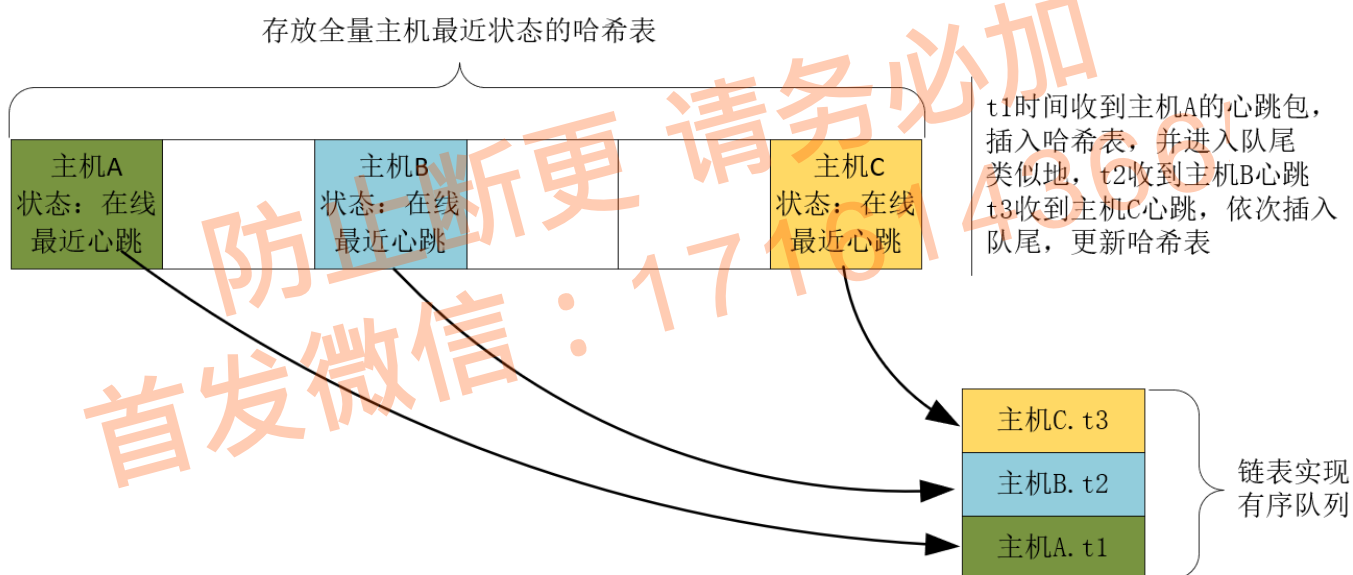 存放全量主机最近状态的哈希表
主机A
状态：在线
最近心跳
主机B
状态：在线
最近心跳
主机C
状态：在线
最近心跳
t1时间收到主机A的心跳包，
插入哈希表，并进入队尾
类似地，t2收到主机B心跳
t3收到主机C心跳，依次插入
队尾，更新哈希表
主机C.t3
主机B.t2
主机A.t1
链表实现
有序队列
防止断更 请务必加
首发微信：1716143665